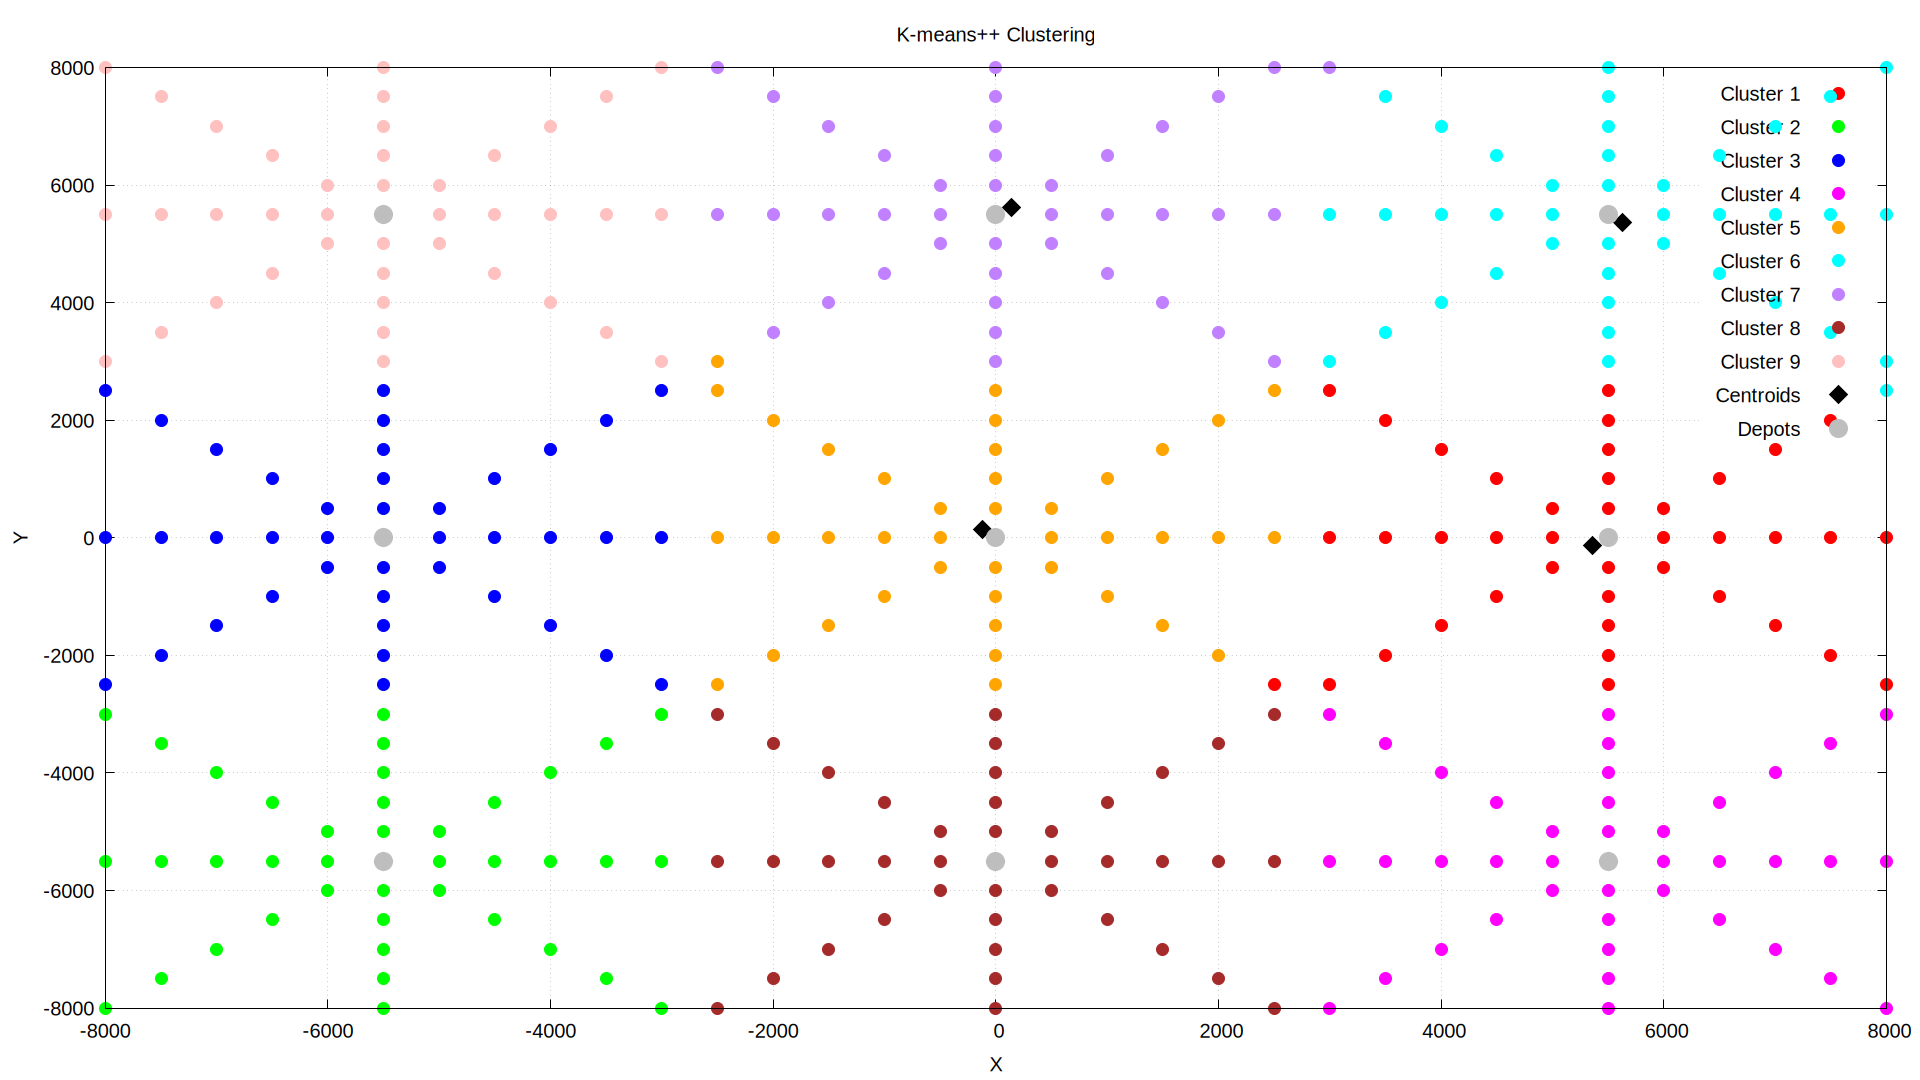 K-means++ Clustering
8000
6000
4000
2000
0
-2000
-4000
-6000
-8000
Y
Cluster 1
Cluster 2
Cluster 3
Cluster 4
Cluster 5
Cluster 6
Cluster 7
Cluster 8
Cluster 9
Centroids
Depots
-8000 -6000 -4000 -2000 0 2000 4000 6000 8000
X